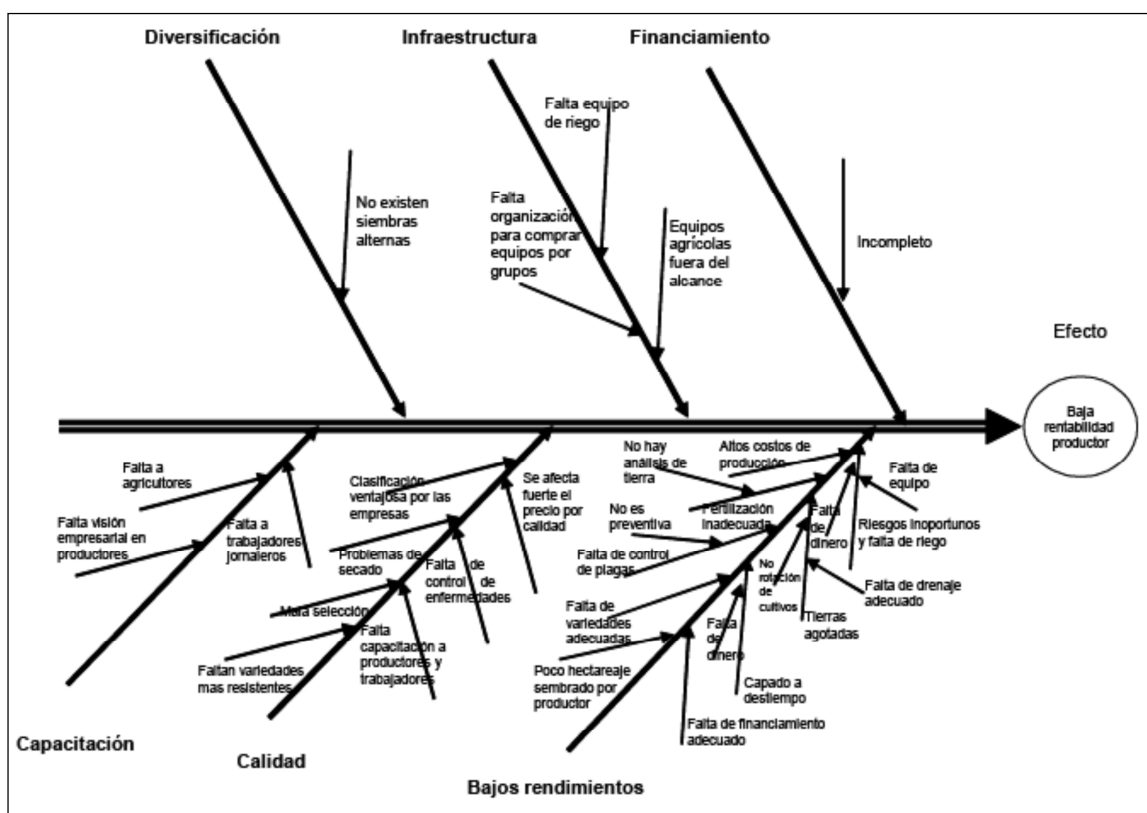 Diversificación
Infraestructura
Financiamiento
Falta equipo
de riego
No existen
siembras
alternas
Falta
organización
para comprar
equipos por
grupos
Equipos
agrícolas
fuera del
alcance
Incompleto
Efecto
Baja
rentabilidad
productor
Falta a
agricultores
Falta visión
empresarial en
productores
Falta a
trabajadores
jornaleros
Clasificación
ventajosa por las
empresas
Se afecta
fuerte el
precio por
calidad
Problemas de
secado
Falta de
control de
enfermedades
Mala selección
Falta
capacitación a
productores y
trabajadores
Faltan variedades
mas resistentes
No hay
análisis de
tierra
Altos costos de
producción
Falta de
equipo
No es
preventiva
Fertilización
inadecuada
Falta
de
dinero
Riesgos inoportunos
y falta de riego
Falta de control
de plagas
No
rotación
de
cultivos
Falta de drenaje
adecuado
Falta de
variedades
adecuadas
Falta
de
dinero
Tierras
agotadas
Poco hectareaje
sembrado por
productor
Capado a
destiempo
Falta de financiamiento
adecuado
Capacitación
Calidad
Bajos rendimientos